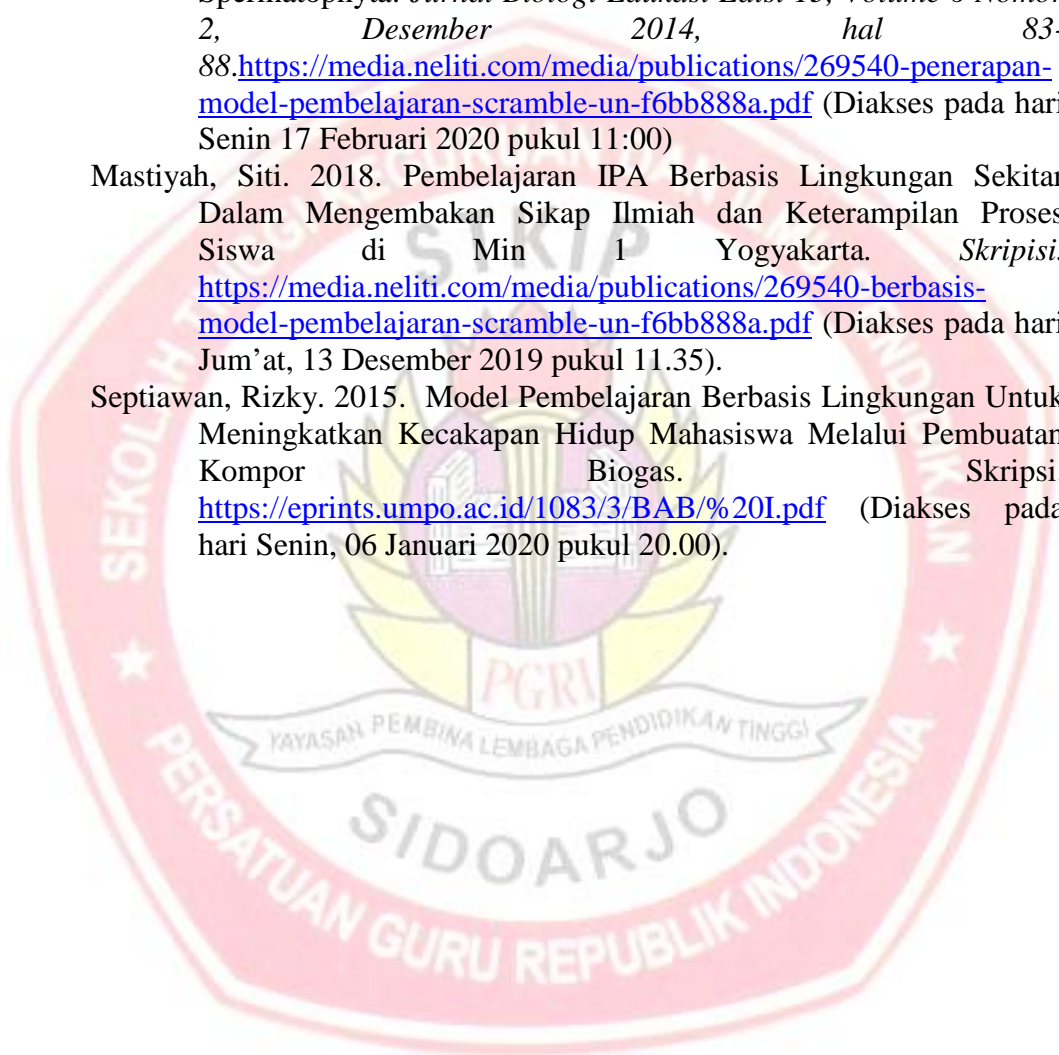 Spermatophyta. Jurnal Biologi Edukasi Edisi 13, Volume 6 Nomor
2, Desember 2014, hal 83-
88.https://media.neliti.com/media/publications/269540-penerapan-
model-pembelajaran-scramble-un-f6bb888a.pdf (Diakses pada hari
Senin 17 Februari 2020 pukul 11:00)
Mastiyah, Siti. 2018. Pembelajaran IPA Berbasis Lingkungan Sekitar
Dalam Mengembakan Sikap Ilmiah dan Keterampilan Proses
Siswa di Min 1 Yogyakarta. Skripisi.
https://media.neliti.com/media/publications/269540-berbasis-
model-pembelajaran-scramble-un-f6bb888a.pdf (Diakses pada hari
Jum’at, 13 Desember 2019 pukul 11.35).
Septiawan, Rizky. 2015. Model Pembelajaran Berbasis Lingkungan Untuk
Meningkatkan Kecakapan Hidup Mahasiswa Melalui Pembuatan
Kompor Biogas. Skripsi.
https://eprints.umpo.ac.id/1083/3/BAB/%20I.pdf (Diakses pada
hari Senin, 06 Januari 2020 pukul 20.00).
STKIP
PGRI
YAYASAN PEMBINA LEMBAGA PENDIDIKAN TINGGI
SIDOARJO
PERSATUAN GURU REPUBLIK INDONESIA